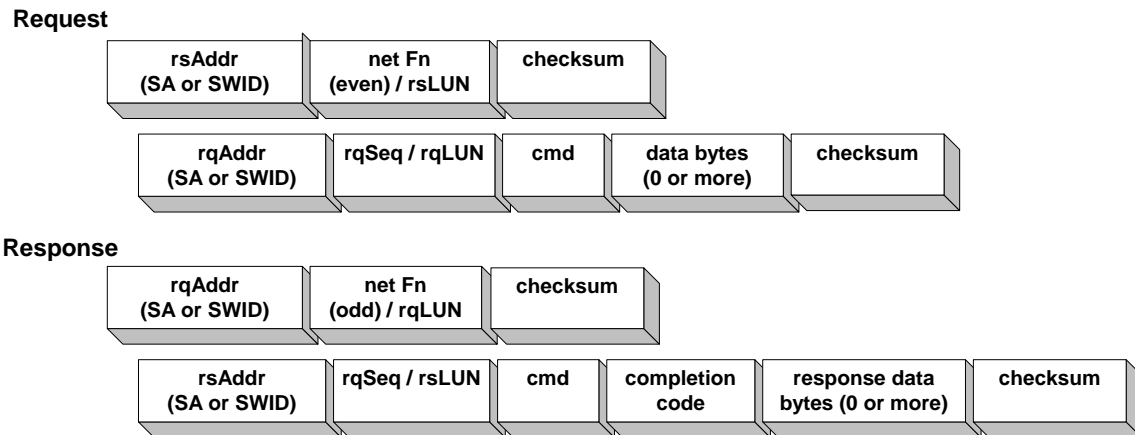 Request
rsAddr
(SA or SWID)
net Fn
(even) / rsLUN
checksum
rqAddr
(SA or SWID)
rqSeq / rqLUN
cmd
data bytes
(0 or more)
checksum
Response
rqAddr
(SA or SWID)
net Fn
(odd) / rqLUN
checksum
rsAddr
(SA or SWID)
rqSeq / rsLUN
cmd
completion
code
response data
bytes (0 or more)
checksum